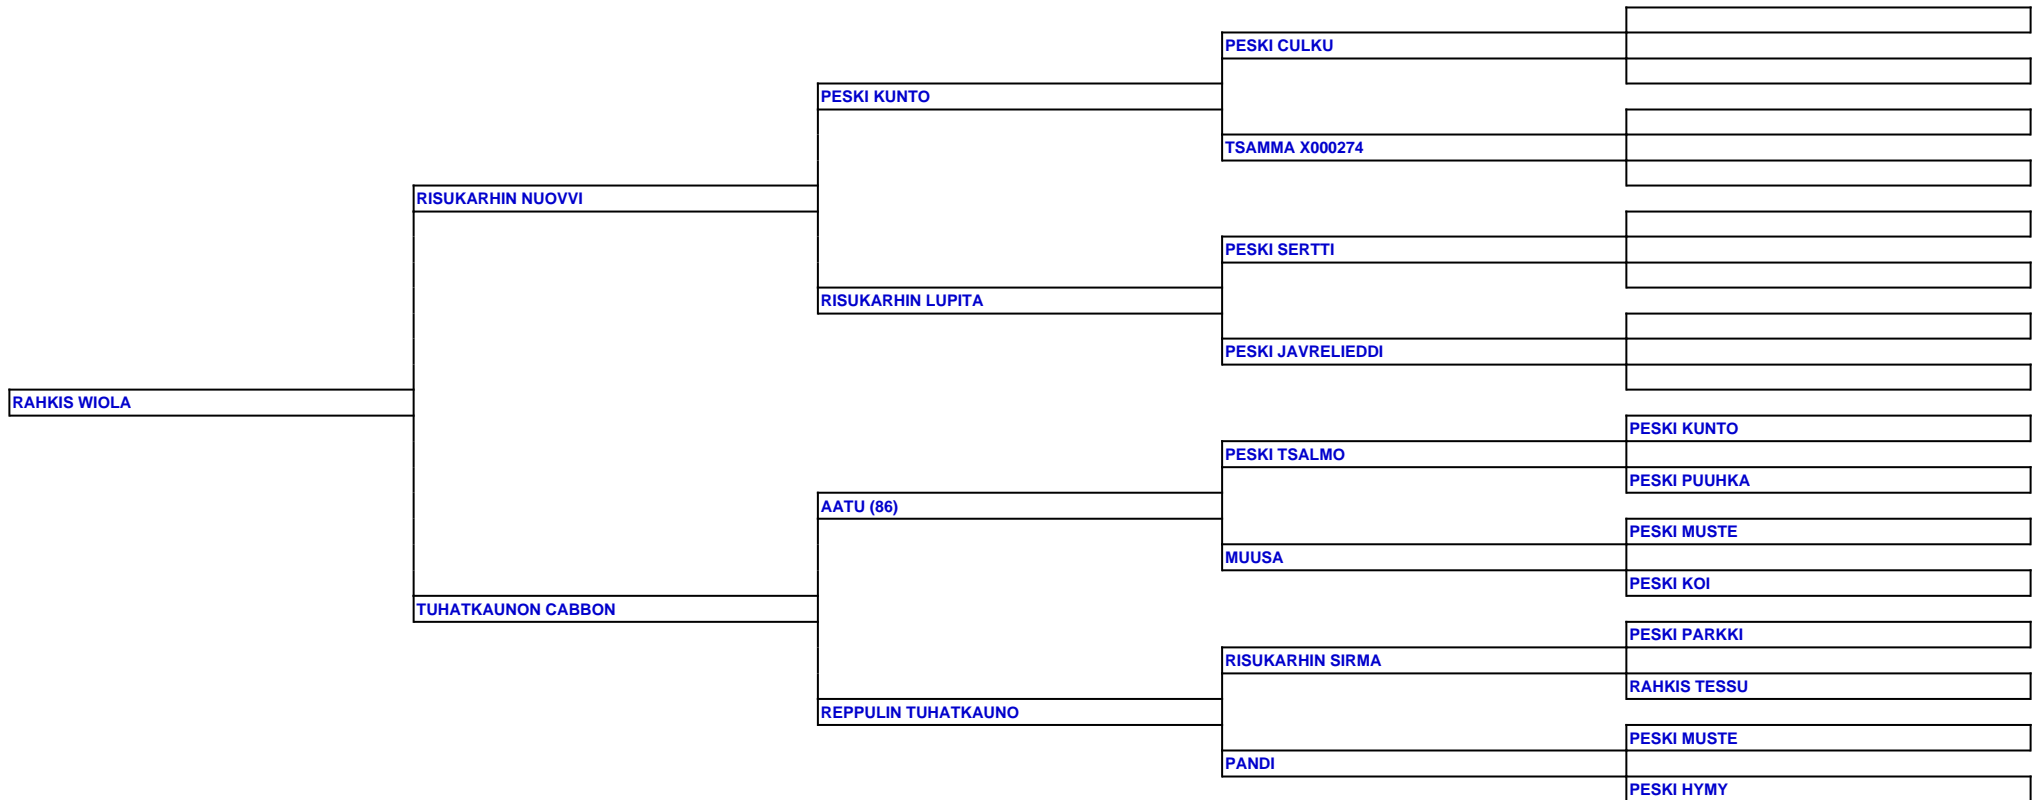 PESKI CULKU
PESKI KUNTO
TSAMMA X000274
RISUKARHIN NUOVVI
PESKI SERTTI
RISUKARHIN LUPITA
PESKI JAVRELIEDDI
RAHKIS WIOLA
PESKI KUNTO
PESKI TSALMO
PESKI PUUHKA
AATU (86)
PESKI MUSTE
MUUSA
PESKI KOI
TUHATKAUNON CABBON
PESKI PARKKI
RISUKARHIN SIRMA
RAHKIS TESSU
REPPULIN TUHATKAUNO
PESKI MUSTE
PANDI
PESKI HYMY